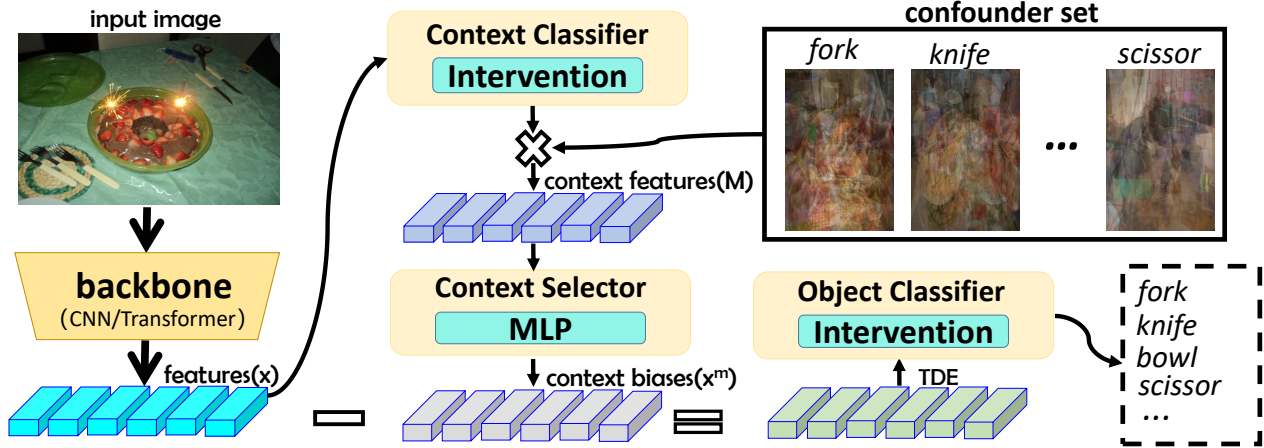 input image
backbone
(CNN/Transformer)
features(x)
Context Classifier
Intervention
context features(M)
Context Selector
MLP
context biases(xᵐ)
confounder set
fork
knife
scissor
...
Object Classifier
Intervention
TDE
fork
knife
bowl
scissor
...